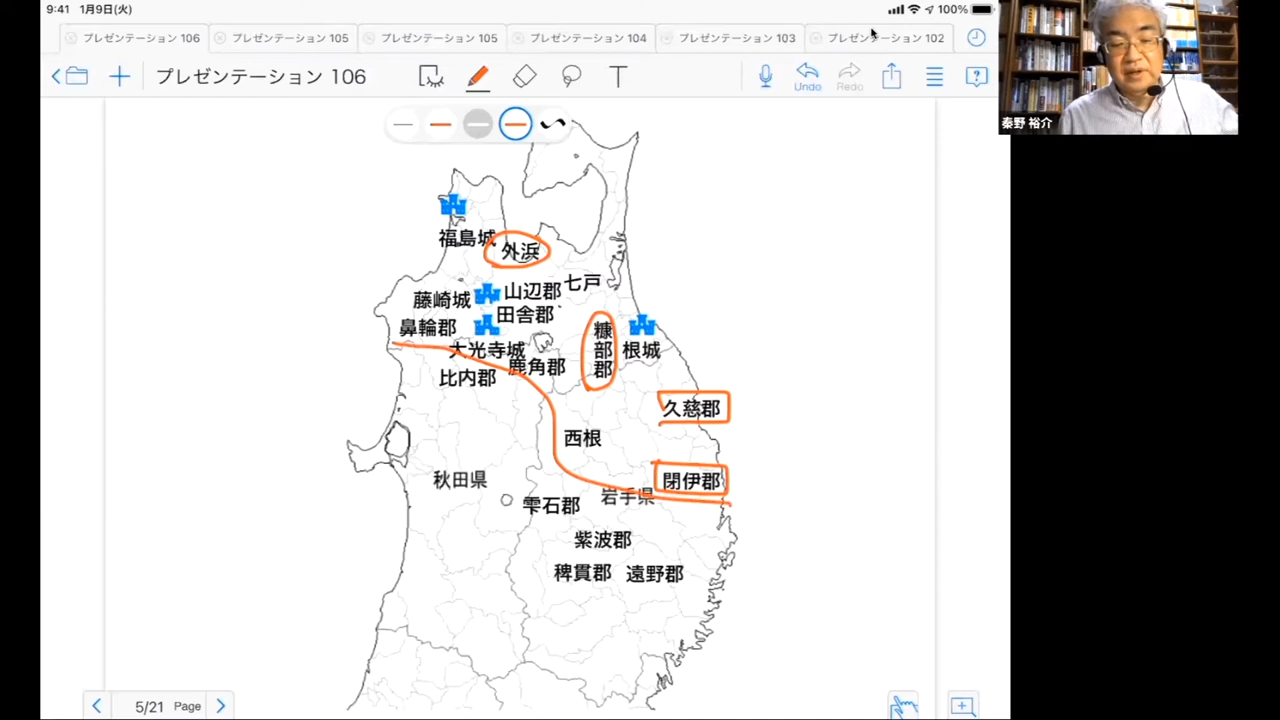 9:41 1月9日(火)
100%
プレゼンテーション 106
プレゼンテーション 105
プレゼンテーション 105
プレゼンテーション 104
プレゼンテーション 103
プレゼンテーション 102
プレゼンテーション 106
T
Undo
Redo
?
秦野 裕介
福島城
外浜
七戸
山辺郡
藤崎城
田舎郡
鼻輪郡
糠部郡
根城
大光寺城
鹿角郡
比内郡
久慈郡
西根
閉伊郡
秋田県
岩手県
雫石郡
紫波郡
稗貫郡
遠野郡
5/21 Page